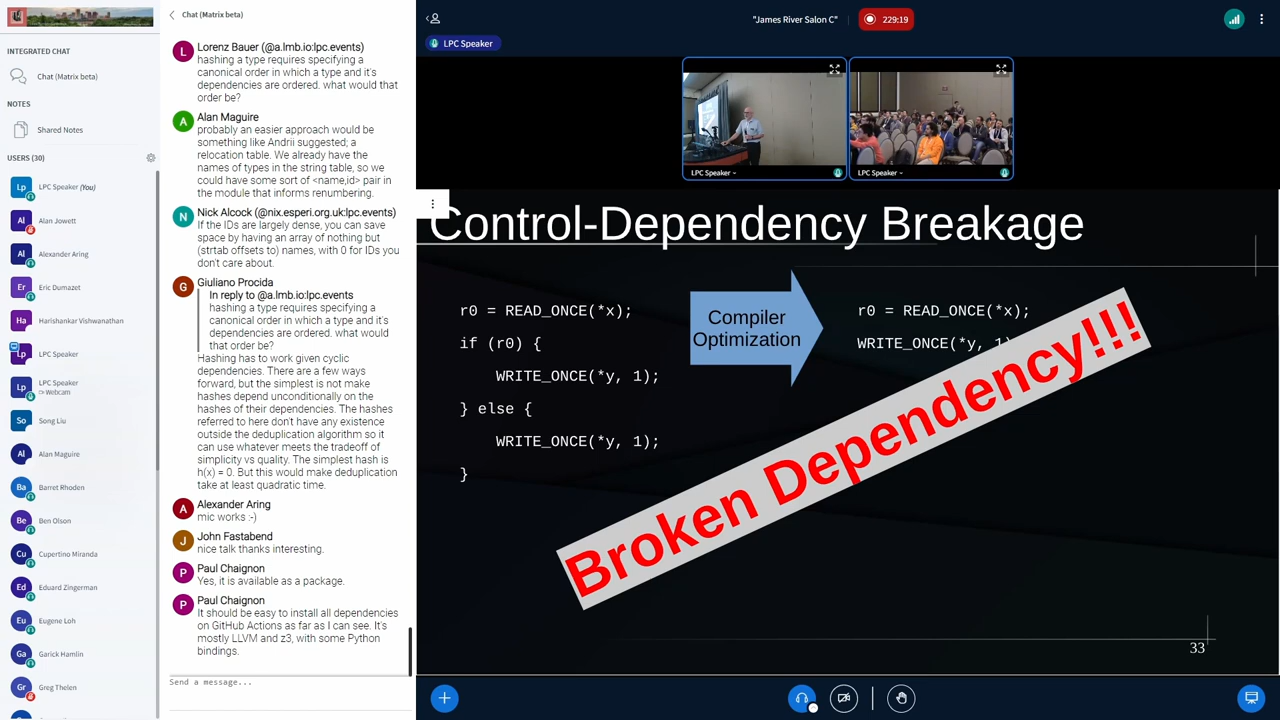 INTEGRATED CHAT
Chat (Matrix beta)
NOTES
Shared Notes
USERS (30)
Lp LPC Speaker (You)
Al Alan Jowett
Al Alexander Aring
Er Eric Dumazet
Ha Harishankar Vishwanathan
Lp LPC Speaker
Lp LPC Speaker
Webcam
So Song Liu
Al Alan Maguire
Ba Barret Rhoden
Be Ben Olson
Cu Cupertino Miranda
Ed Eduard Zingerman
Eu Eugene Loh
Ga Garick Hamlin
Gr Greg Thelen
Chat (Matrix beta)
L Lorenz Bauer (@a.lmb.io:lpc.events)
hashing a type requires specifying a
canonical order in which a type and it's
dependencies are ordered. what would that
order be?
A Alan Maguire
probably an easier approach would be
something like Andrii suggested; a
relocation table. We already have the
names of types in the string table, so we
could have some sort of <name,id> pair in
the module that informs renumbering.
N Nick Alcock (@nix.esperi.org.uk:lpc.events)
If the IDs are largely dense, you can save
space by having an array of nothing but
(strtab offsets to) names, with 0 for IDs you
don't care about.
G Giuliano Procida
In reply to @a.lmb.io:lpc.events
hashing a type requires specifying a
canonical order in which a type and it's
dependencies are ordered. what would
that order be?
Hashing has to work given cyclic
dependencies. There are a few ways
forward, but the simplest is not make
hashes depend unconditionally on the
hashes of their dependencies. The hashes
referred to here don't have any existence
outside the deduplication algorithm so it
can use whatever meets the tradeoff of
simplicity vs quality. The simplest hash is
h(x) = 0. But this would make deduplication
take at least quadratic time.
A Alexander Aring
mic works :-)
J John Fastabend
nice talk thanks interesting.
P Paul Chaignon
Yes, it is available as a package.
P Paul Chaignon
It should be easy to install all dependencies
on GitHub Actions as far as I can see. It's
mostly LLVM and z3, with some Python
bindings.
Send a message...
"James River Salon C"
229:19
LPC Speaker
LPC Speaker
LPC Speaker
Control-Dependency Breakage
r0 = READ_ONCE(*x);
if (r0) {
WRITE_ONCE(*y, 1);
} else {
WRITE_ONCE(*y, 1);
}
Compiler
Optimization
r0 = READ_ONCE(*x);
WRITE_ONCE(*y, 1)
Broken Dependency!!!
33